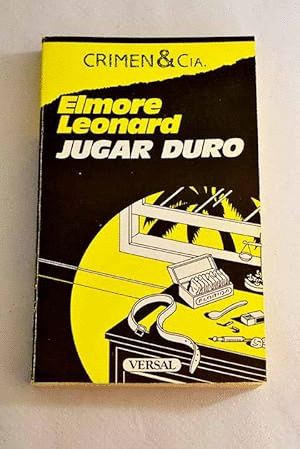 CRIMEN & CIA.
Elmore
Leonard
JUGAR DURO
VERSAL